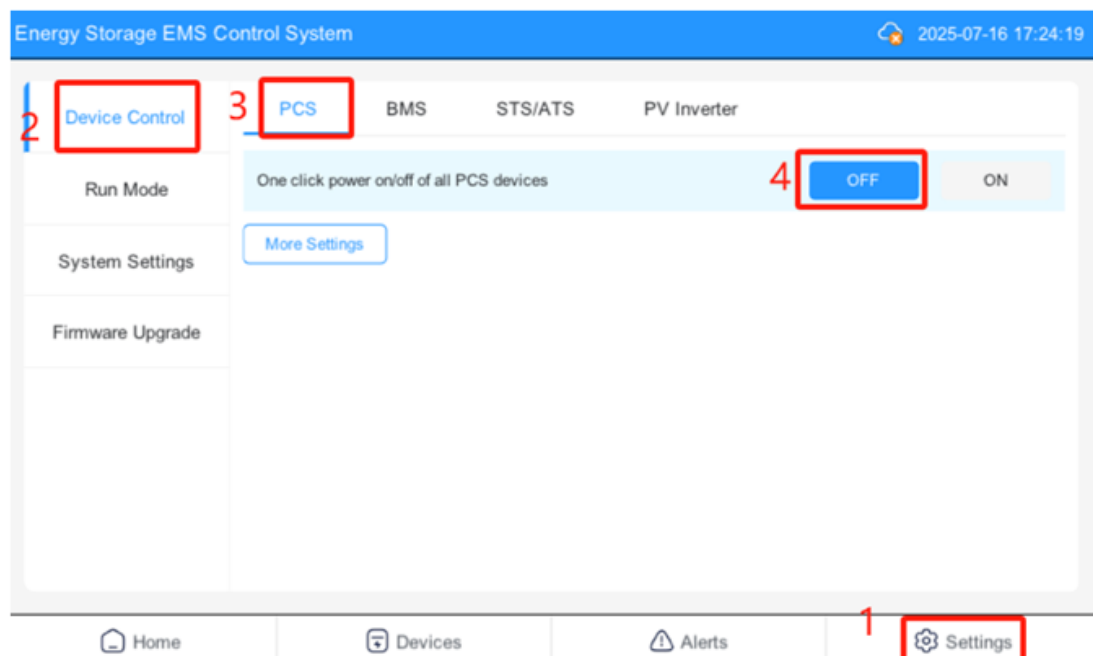 Energy Storage EMS Control System 2025-07-16 17:24:19
2 Device Control
3 PCS BMS STS/ATS PV Inverter
Run Mode
One click power on/off of all PCS devices 4 OFF ON
More Settings
System Settings
Firmware Upgrade
Home Devices Alerts 1 Settings